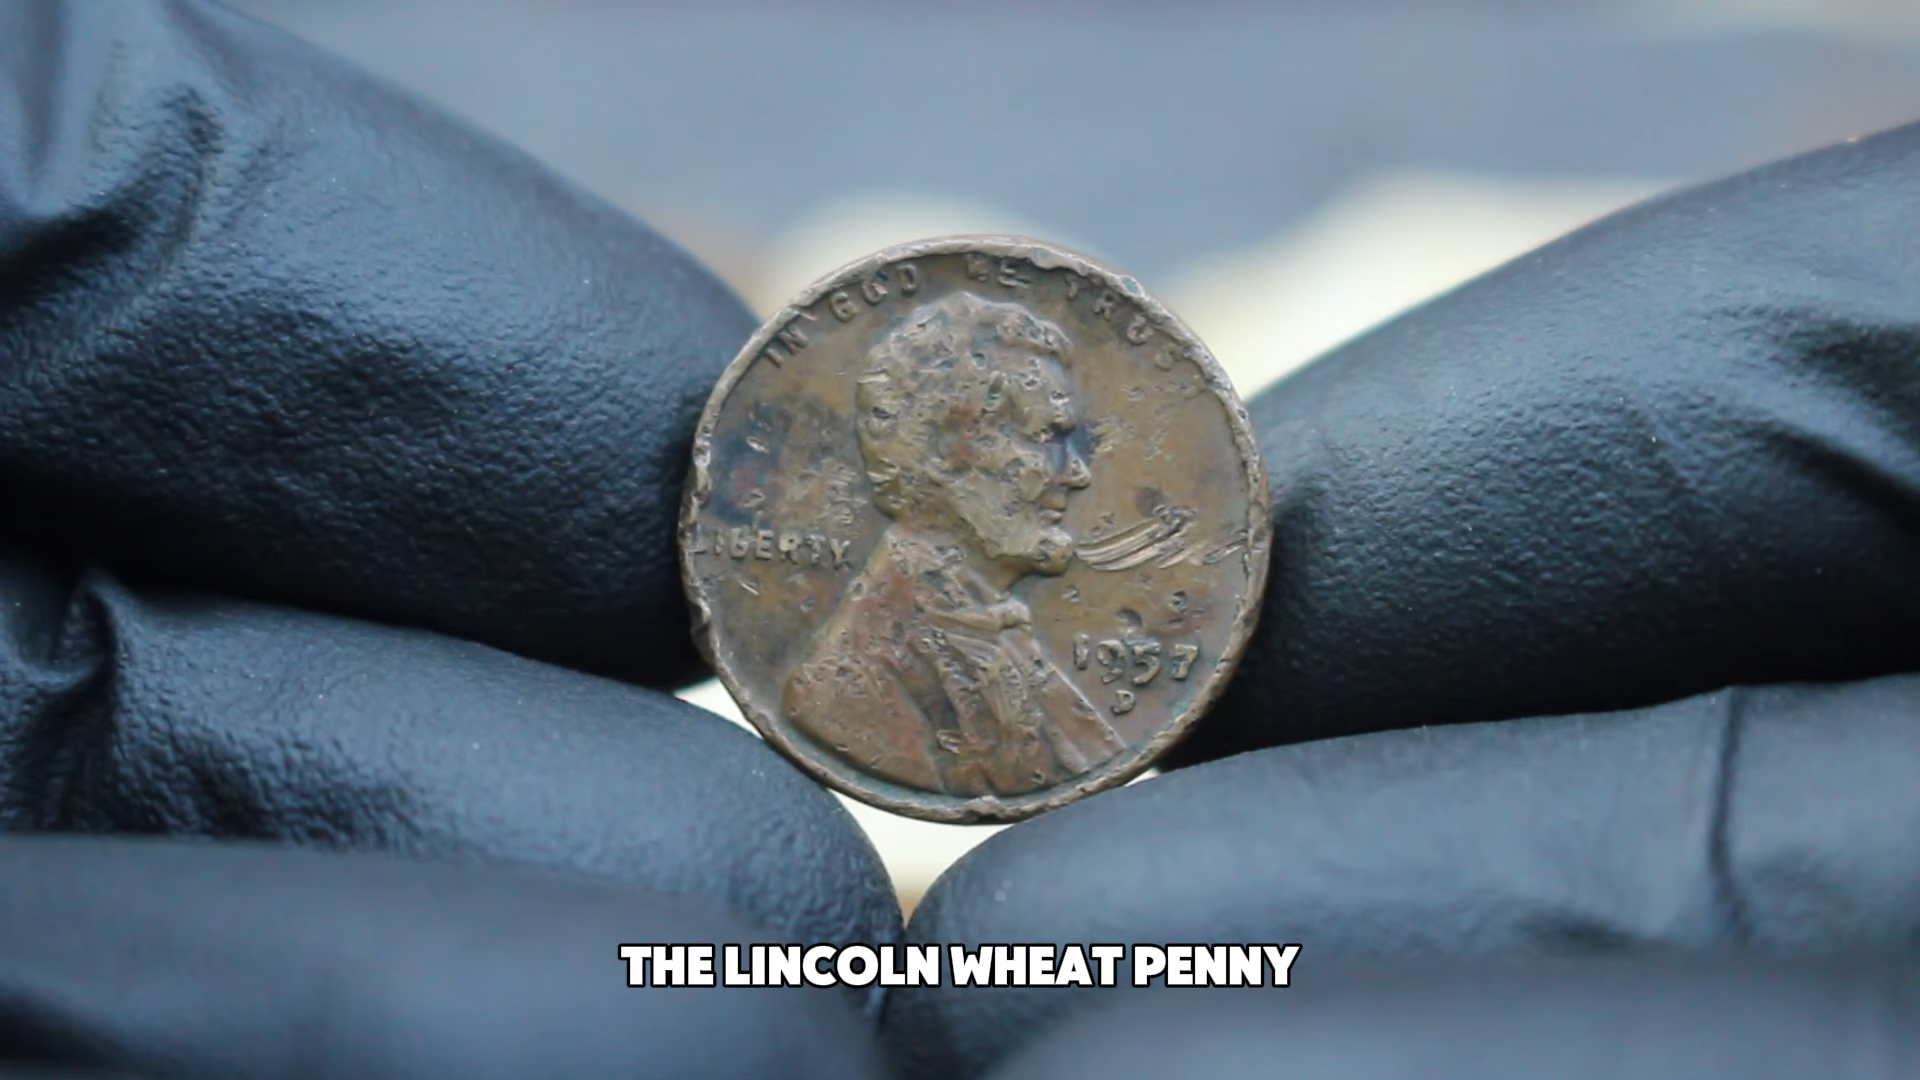 IN GOD WE TRUST
LIBERTY
1957
D
THE LINCOLN WHEAT PENNY